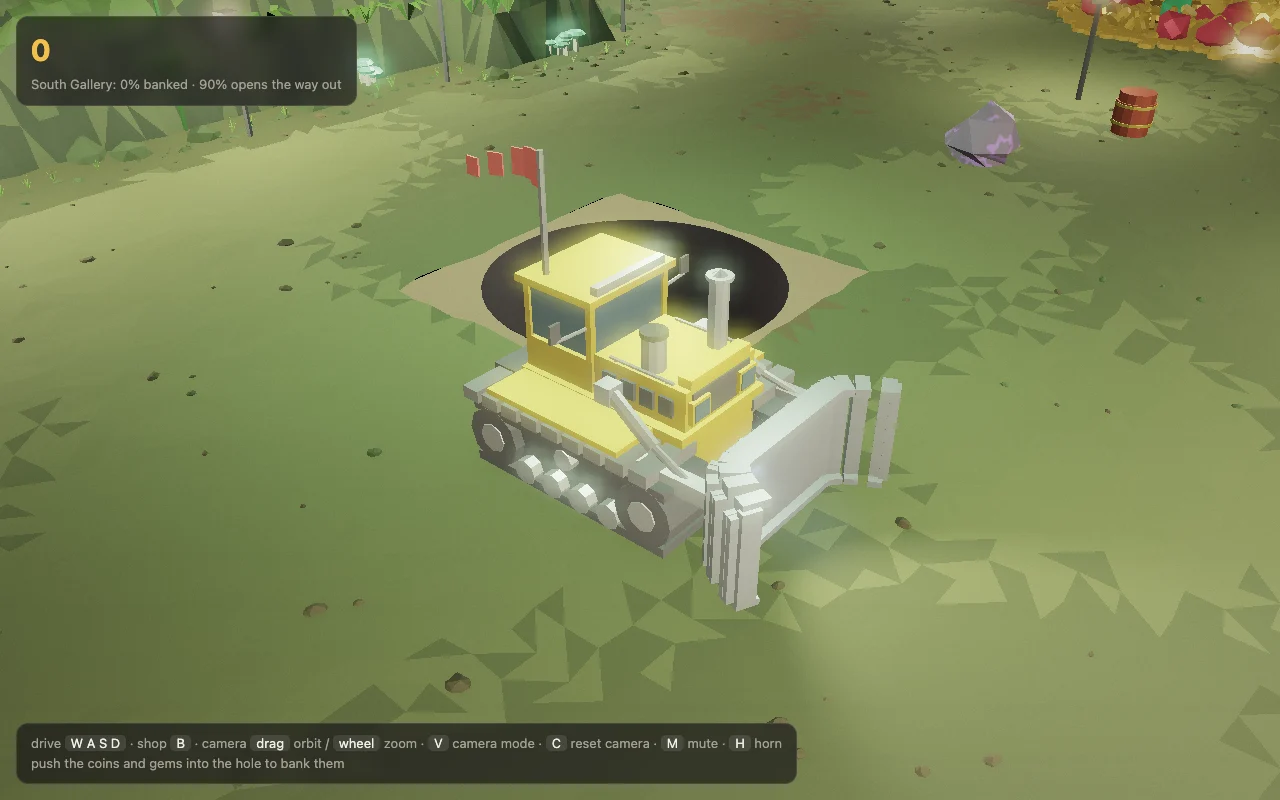 0
South Gallery: 0% banked · 90% opens the way out
drive W A S D · shop B · camera drag orbit / wheel zoom · V camera mode · C reset camera · M mute · H horn
push the coins and gems into the hole to bank them